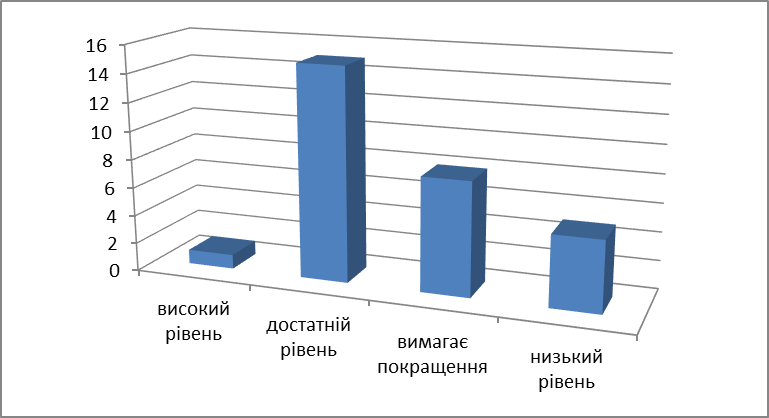 16
14
12
10
8
6
4
2
0
високий
рівень
достатній
рівень
вимагає
покращення
низький
рівень